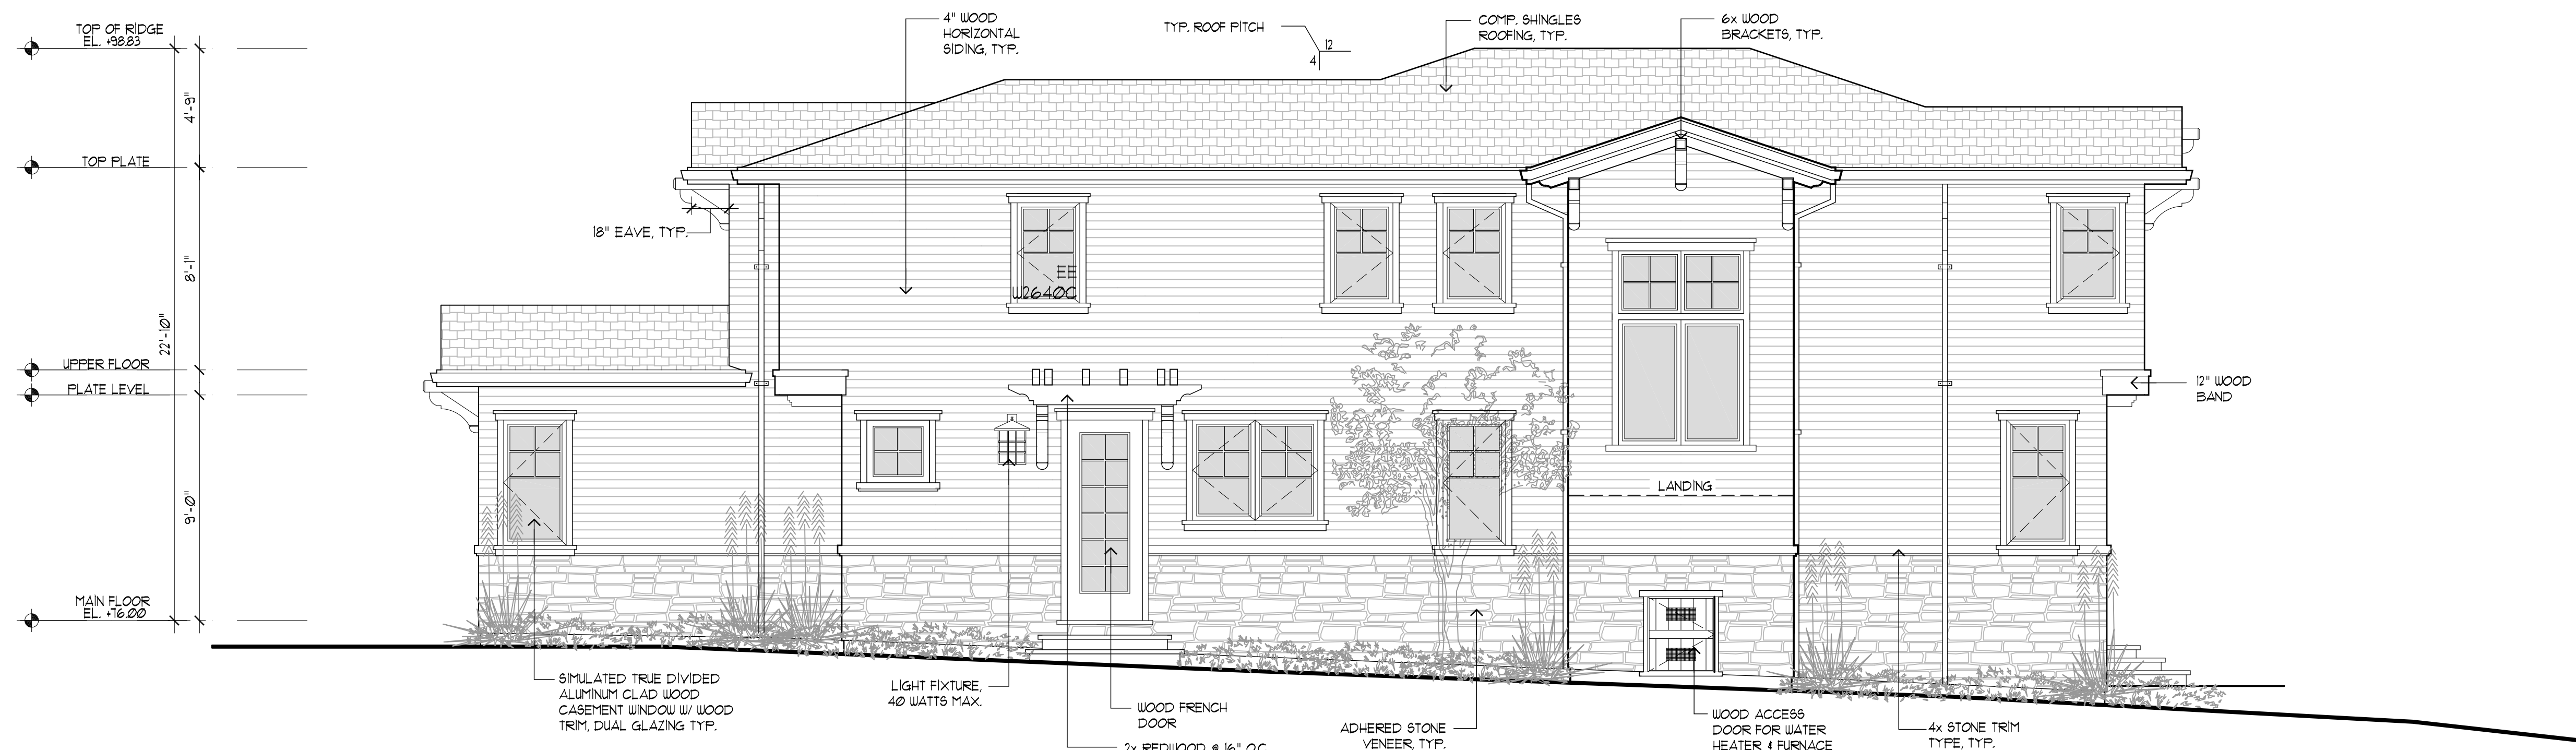 TOP OF RIDGE
EL. +98.83
4'-9"
TOP PLATE
8'-1"
22'-10"
UPPER FLOOR
PLATE LEVEL
9'-0"
MAIN FLOOR
EL. +76.00
4" WOOD
HORIZONTAL
SIDING, TYP.
TYP. ROOF PITCH
12
4
COMP. SHINGLES
ROOFING, TYP.
6x WOOD
BRACKETS, TYP.
18" EAVE, TYP.
EE
W2640C
12" WOOD
BAND
LANDING
SIMULATED TRUE DIVIDED
ALUMINUM CLAD WOOD
CASEMENT WINDOW W/ WOOD
TRIM, DUAL GLAZING TYP.
LIGHT FIXTURE,
40 WATTS MAX.
WOOD FRENCH
DOOR
2x REDWOOD @ 16" O.C.
ADHERED STONE
VENEER, TYP.
WOOD ACCESS
DOOR FOR WATER
HEATER & FURNACE
4x STONE TRIM
TYPE, TYP.